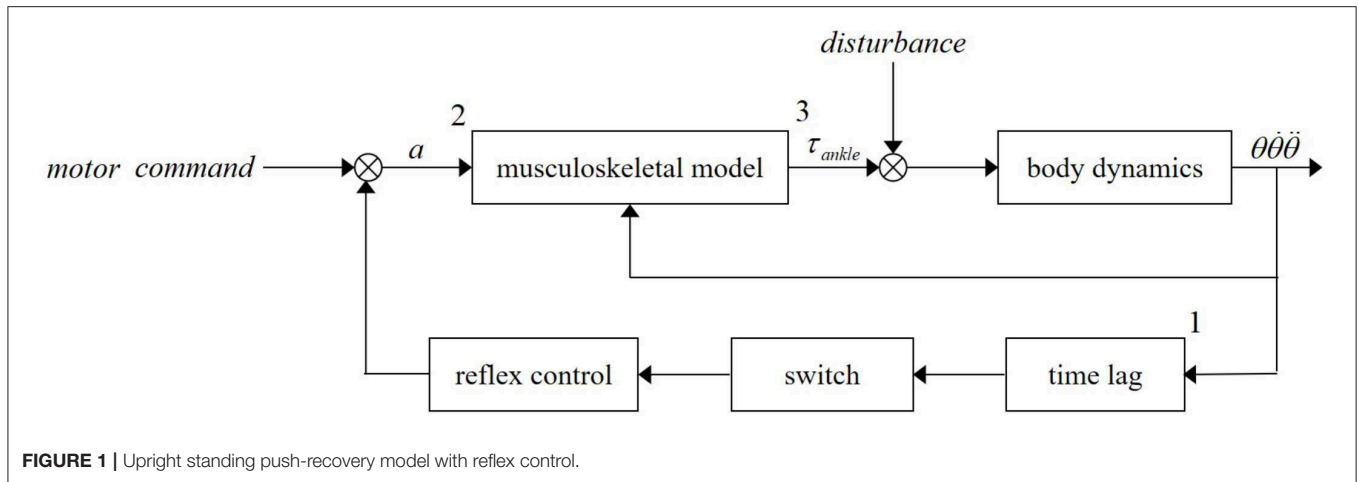 disturbance
2
3
motor command
a
musculoskeletal model
τ_ankle
body dynamics
θθ̇θ̈
1
reflex control
switch
time lag
FIGURE 1 | Upright standing push-recovery model with reflex control.